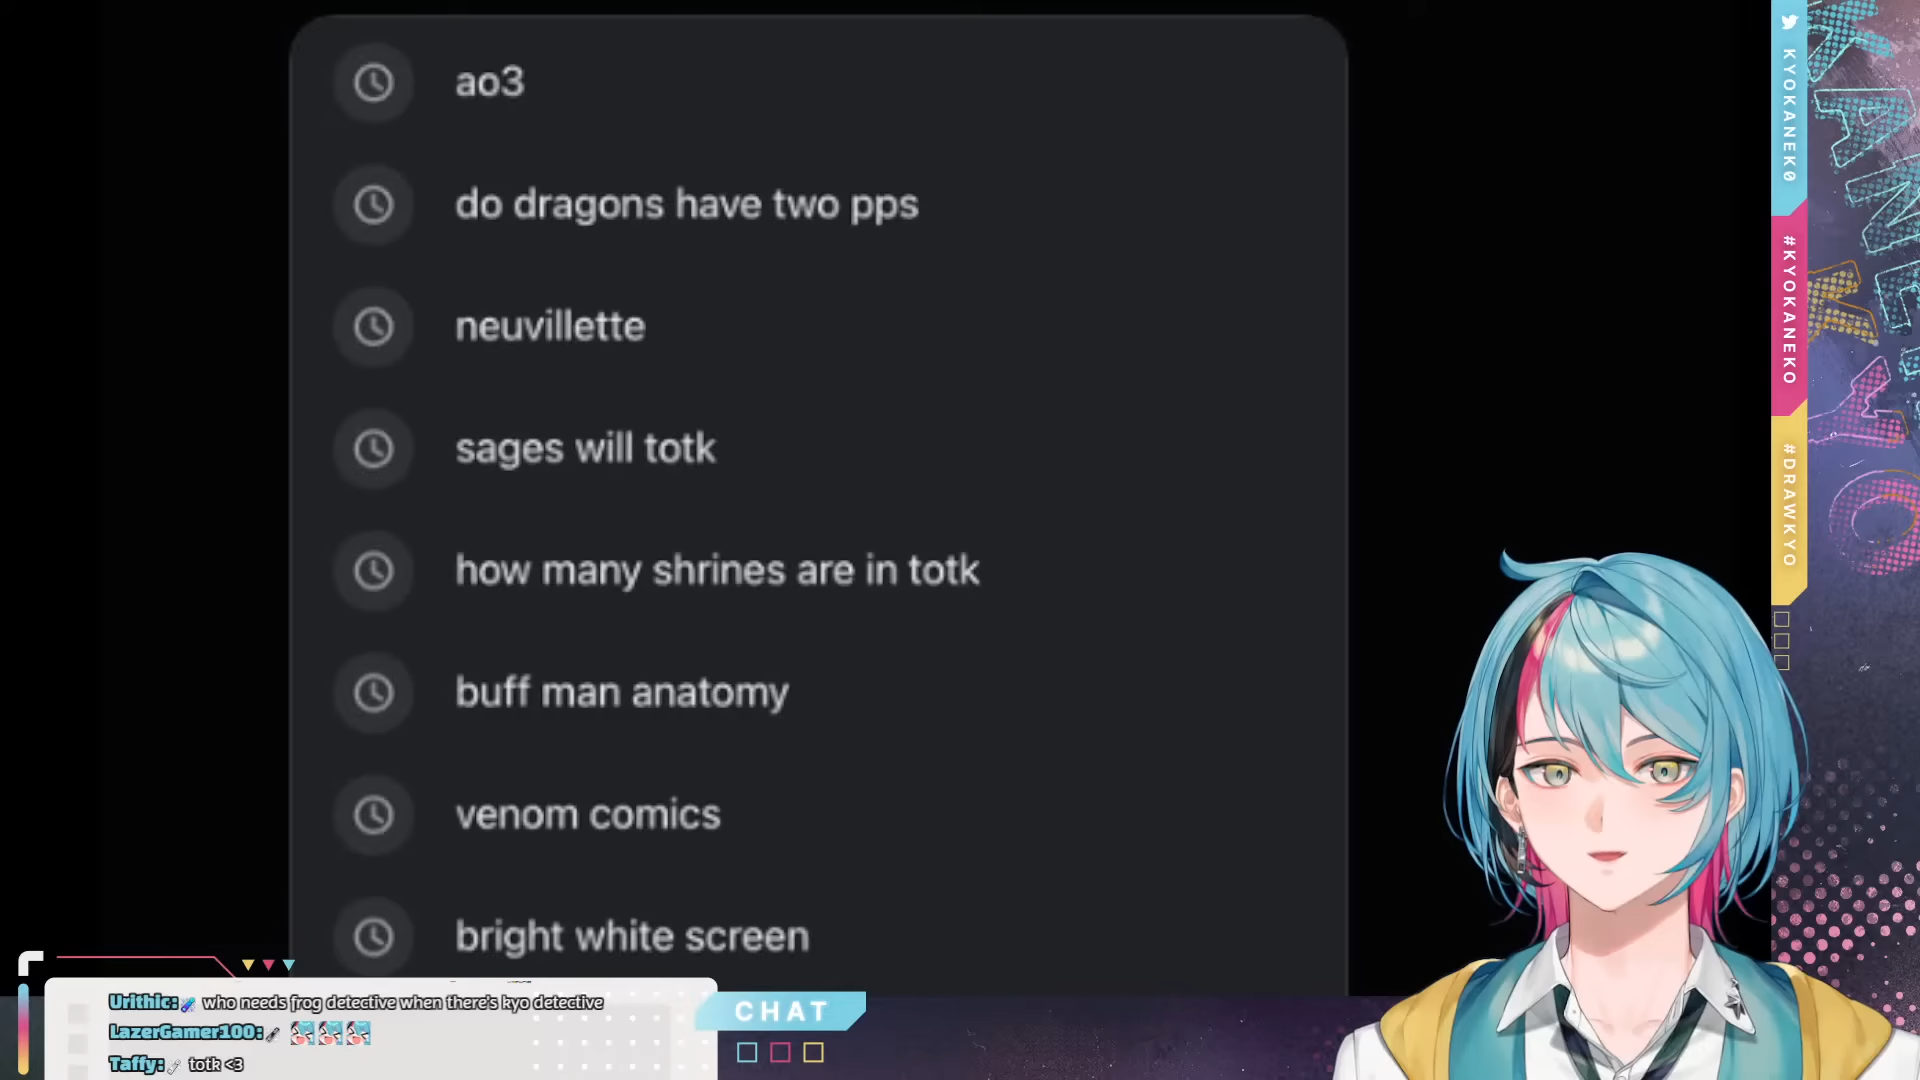 ao3
do dragons have two pps
neuvillette
sages will totk
how many shrines are in totk
buff man anatomy
venom comics
bright white screen
Urithic: who needs frog detective when there's kyo detective
LazerGamer100:
Taffy: totk <3
CHAT
KYOKANEKO
#KYOKANEKO
#DRAWKYO
KANEKO
KYO